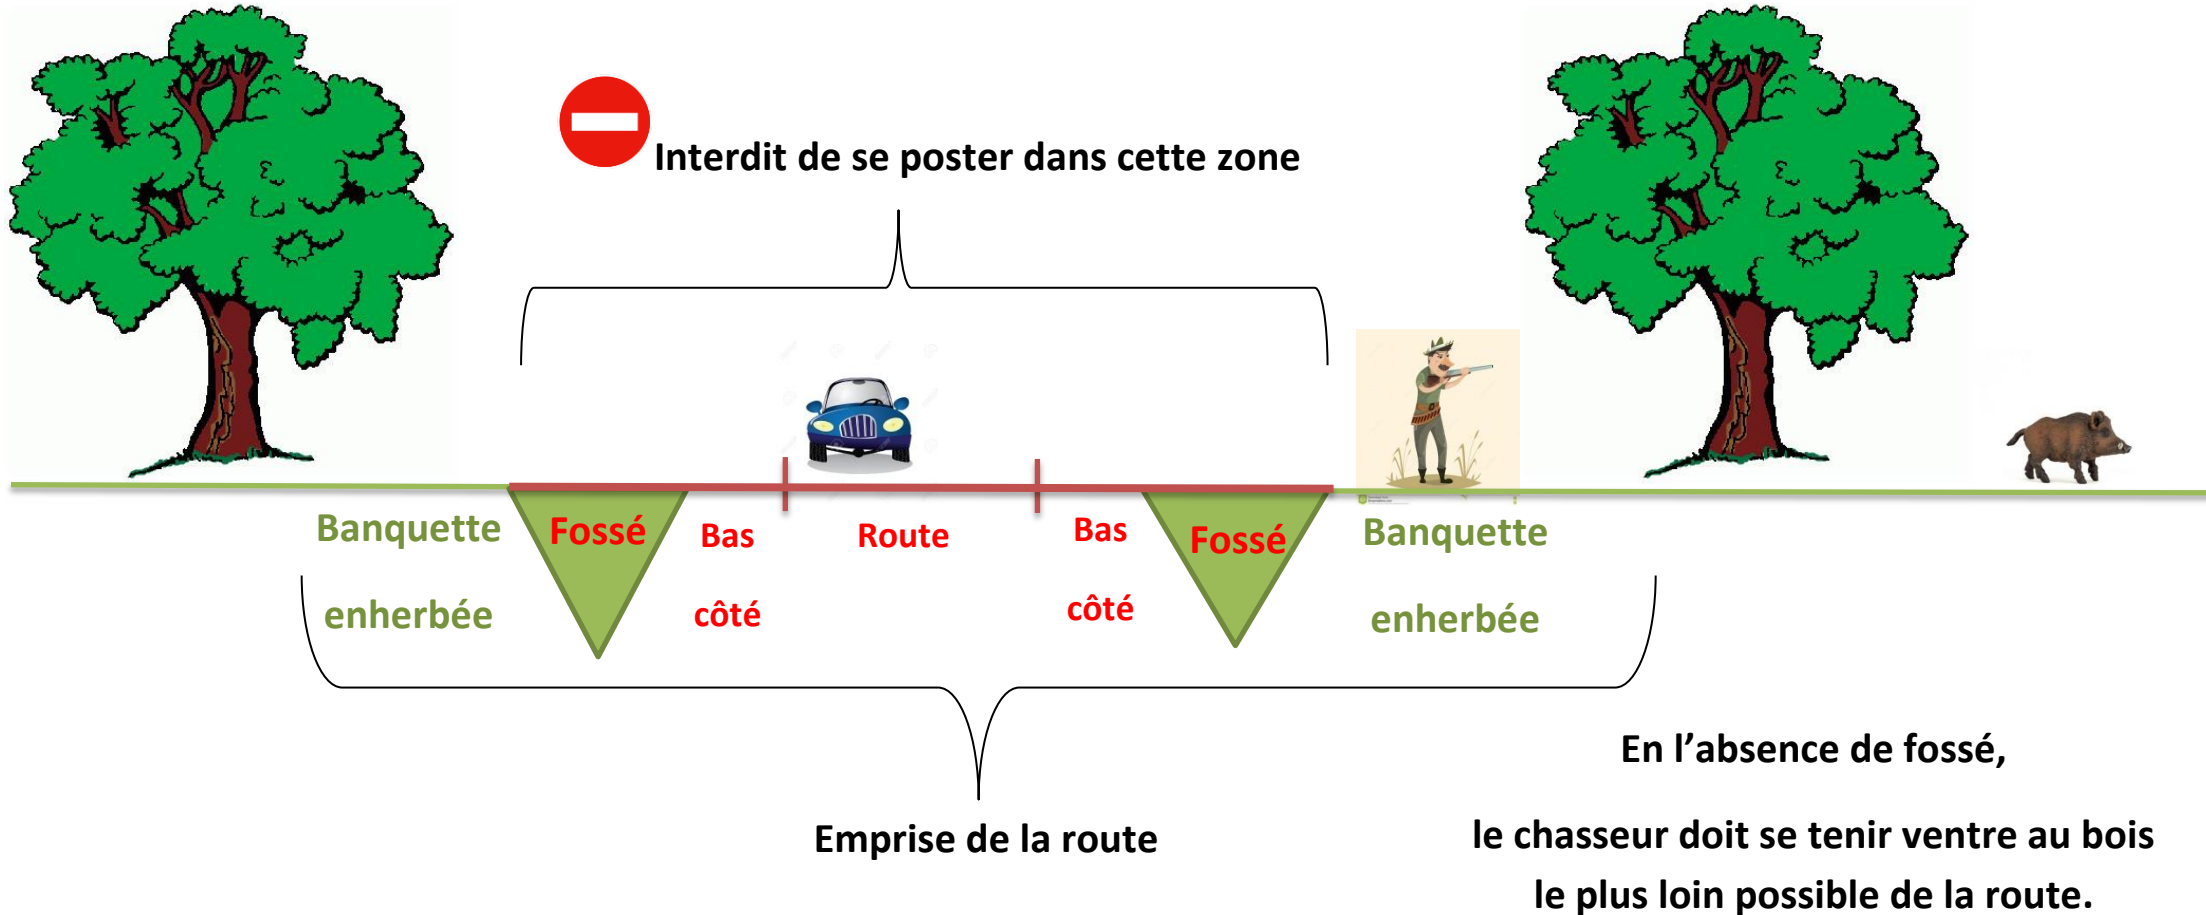 Interdit de se poster dans cette zone
Banquette
enherbée
Fossé
Bas
côté
Route
Bas
côté
Fossé
Banquette
enherbée
Emprise de la route
En l’absence de fossé,
le chasseur doit se tenir ventre au bois
le plus loin possible de la route.